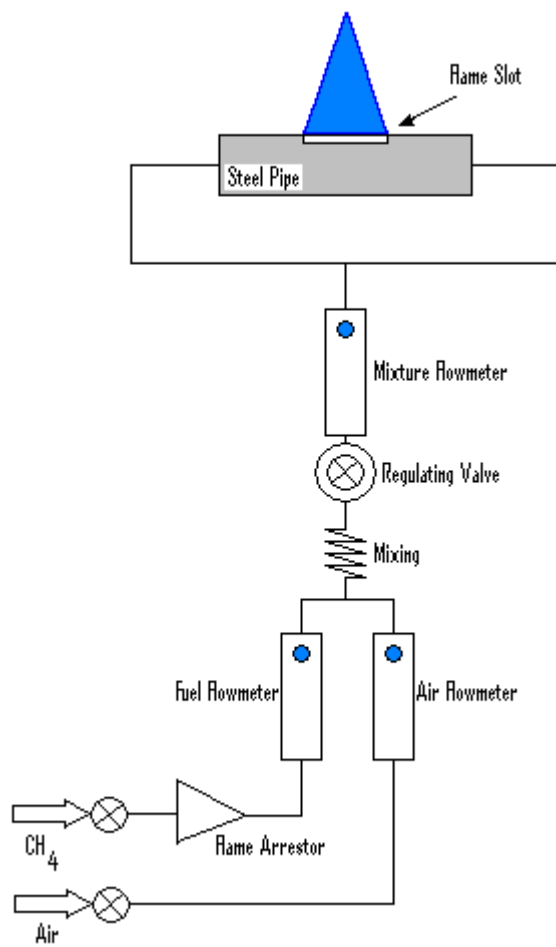 Flame Slot
Steel Pipe
Mixture Flowmeter
Regulating Valve
Mixing
Fuel Flowmeter
Air Flowmeter
CH4
Flame Arrestor
Air